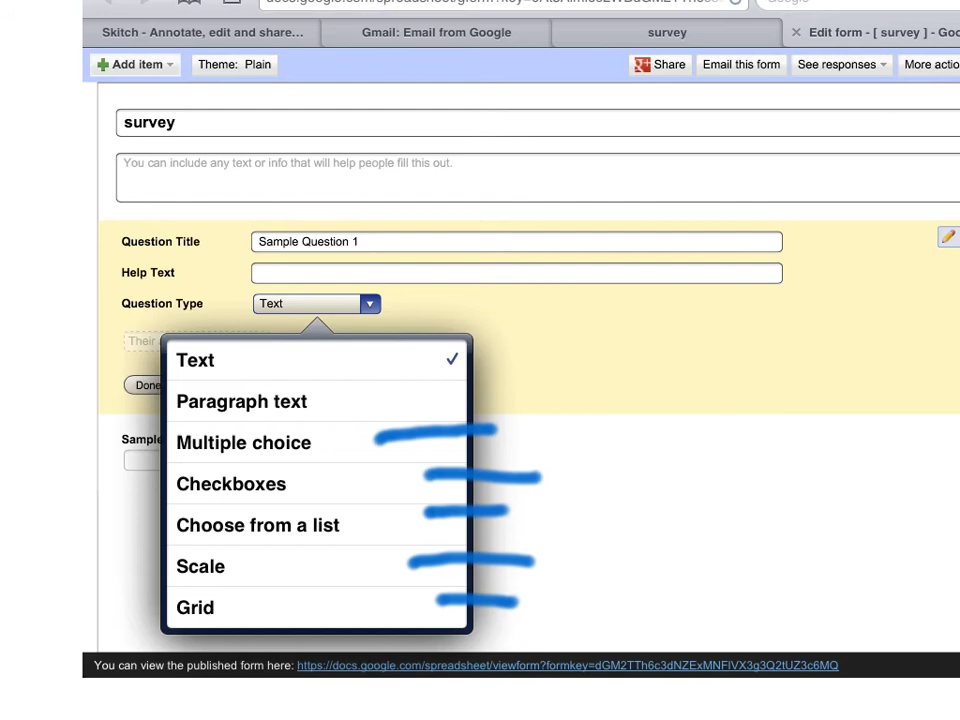 Skitch - Annotate, edit and share...
Gmail: Email from Google
survey
Edit form - [ survey ] - Goo
Add item
Theme: Plain
Share
Email this form
See responses
More actio
survey
You can include any text or info that will help people fill this out.
Question Title
Sample Question 1
Help Text
Question Type
Text
Their
Text
Done
Paragraph text
Sample
Multiple choice
Checkboxes
Choose from a list
Scale
Grid
You can view the published form here: https://docs.google.com/spreadsheet/viewform?formkey=dGM2TTh6c3dNZExMNFlVX3g3Q2tUZ3c6MQ